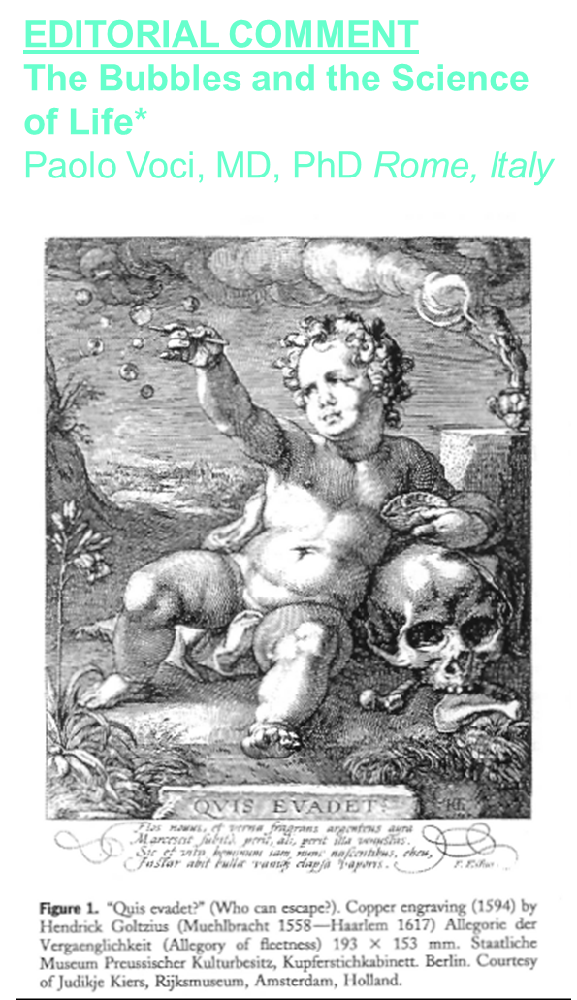 EDITORIAL COMMENT
The Bubbles and the Science
of Life*
Paolo Voci, MD, PhD Rome, Italy
QVIS EVADET?
HG
Flos nouus, et verna fragrans argenteus aura
Marcescit subitò, perit, ali, perit illa venustas.
Sic et vita hominum iam nunc nascentibus, eheu,
Instar abit bullæ vaniq elapsa vaporis.
Figure 1. "Quis evadet?" (Who can escape?). Copper engraving (1594) by
Hendrick Goltzius (Muehlbracht 1558—Haarlem 1617) Allegorie der
Vergaenglichkeit (Allegory of fleetness) 193 × 153 mm. Staatliche
Museum Preussischer Kulturbesitz, Kupferstichkabinett. Berlin. Courtesy
of Judikje Kiers, Rijksmuseum, Amsterdam, Holland.